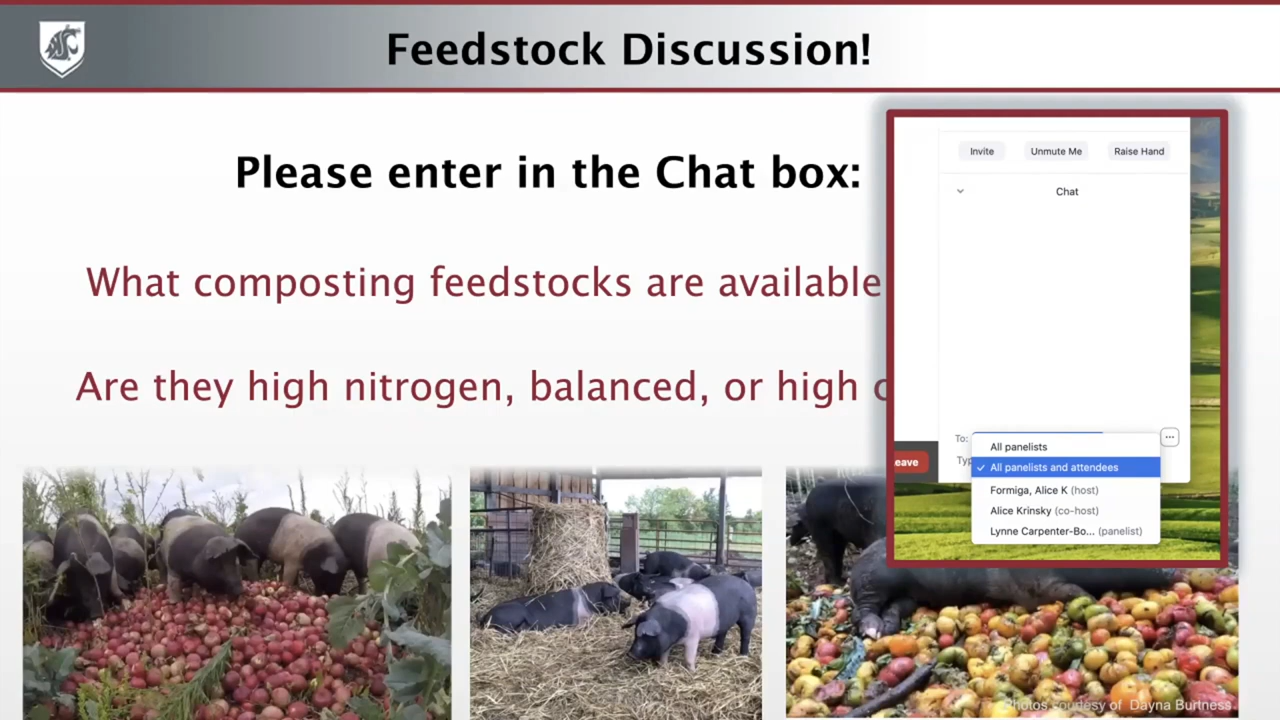 Feedstock Discussion!
Please enter in the Chat box:
What composting feedstocks are available
Are they high nitrogen, balanced, or high
Invite
Unmute Me
Raise Hand
Chat
To:
All panelists
eave
✓ All panelists and attendees
Formiga, Alice K (host)
Alice Krinsky (co-host)
Lynne Carpenter-Bo... (panelist)
Photos courtesy of Dayna Burtness